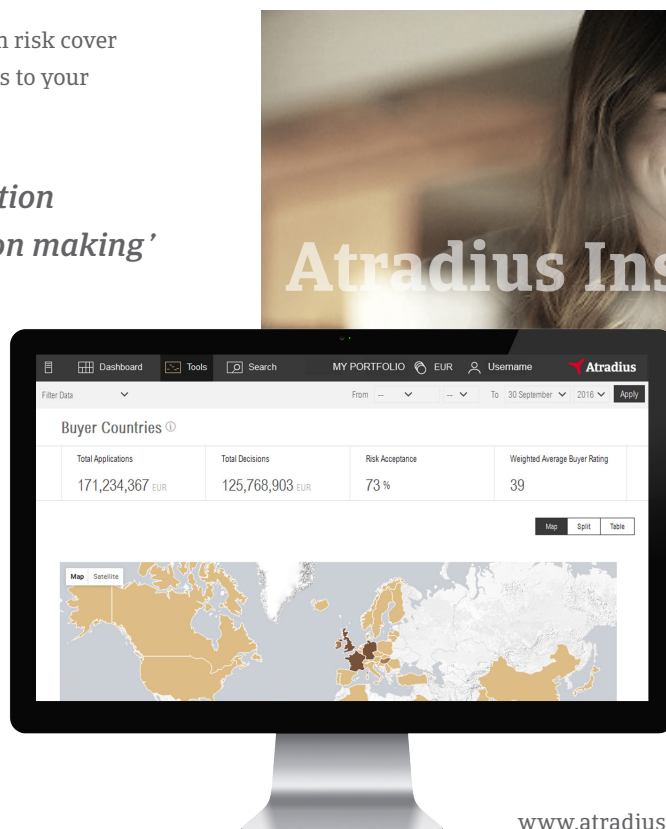 n risk cover
s to your
tion
on making’
Atradius Ins
Dashboard Tools Search MY PORTFOLIO EUR Username Atradius
Filter Data From -- -- To 30 September 2016 Apply
Buyer Countries
Total Applications Total Decisions Risk Acceptance Weighted Average Buyer Rating
171,234,367 EUR 125,768,903 EUR 73 % 39
Map Split Table
Map Satellite
www.atradius